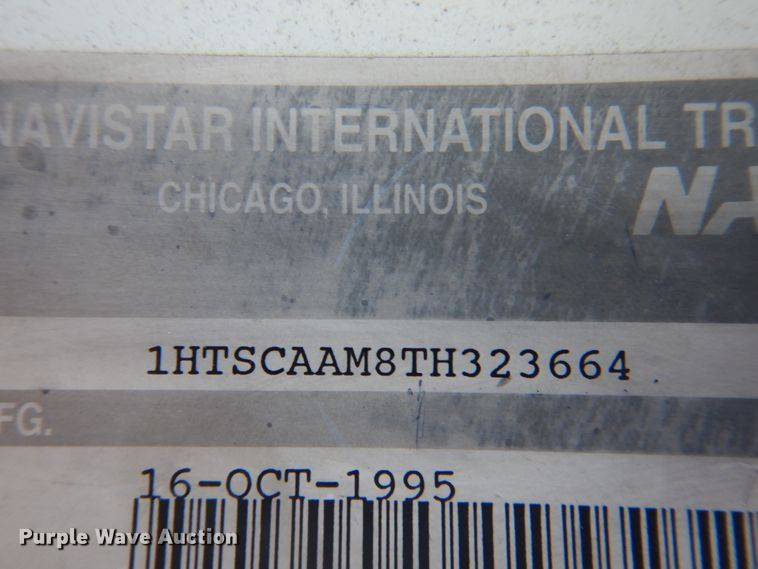 NAVISTAR INTERNATIONAL TR
CHICAGO, ILLINOIS
NA
1HTSCAAM8TH323664
FG.
16-OCT-1995
Purple Wave Auction